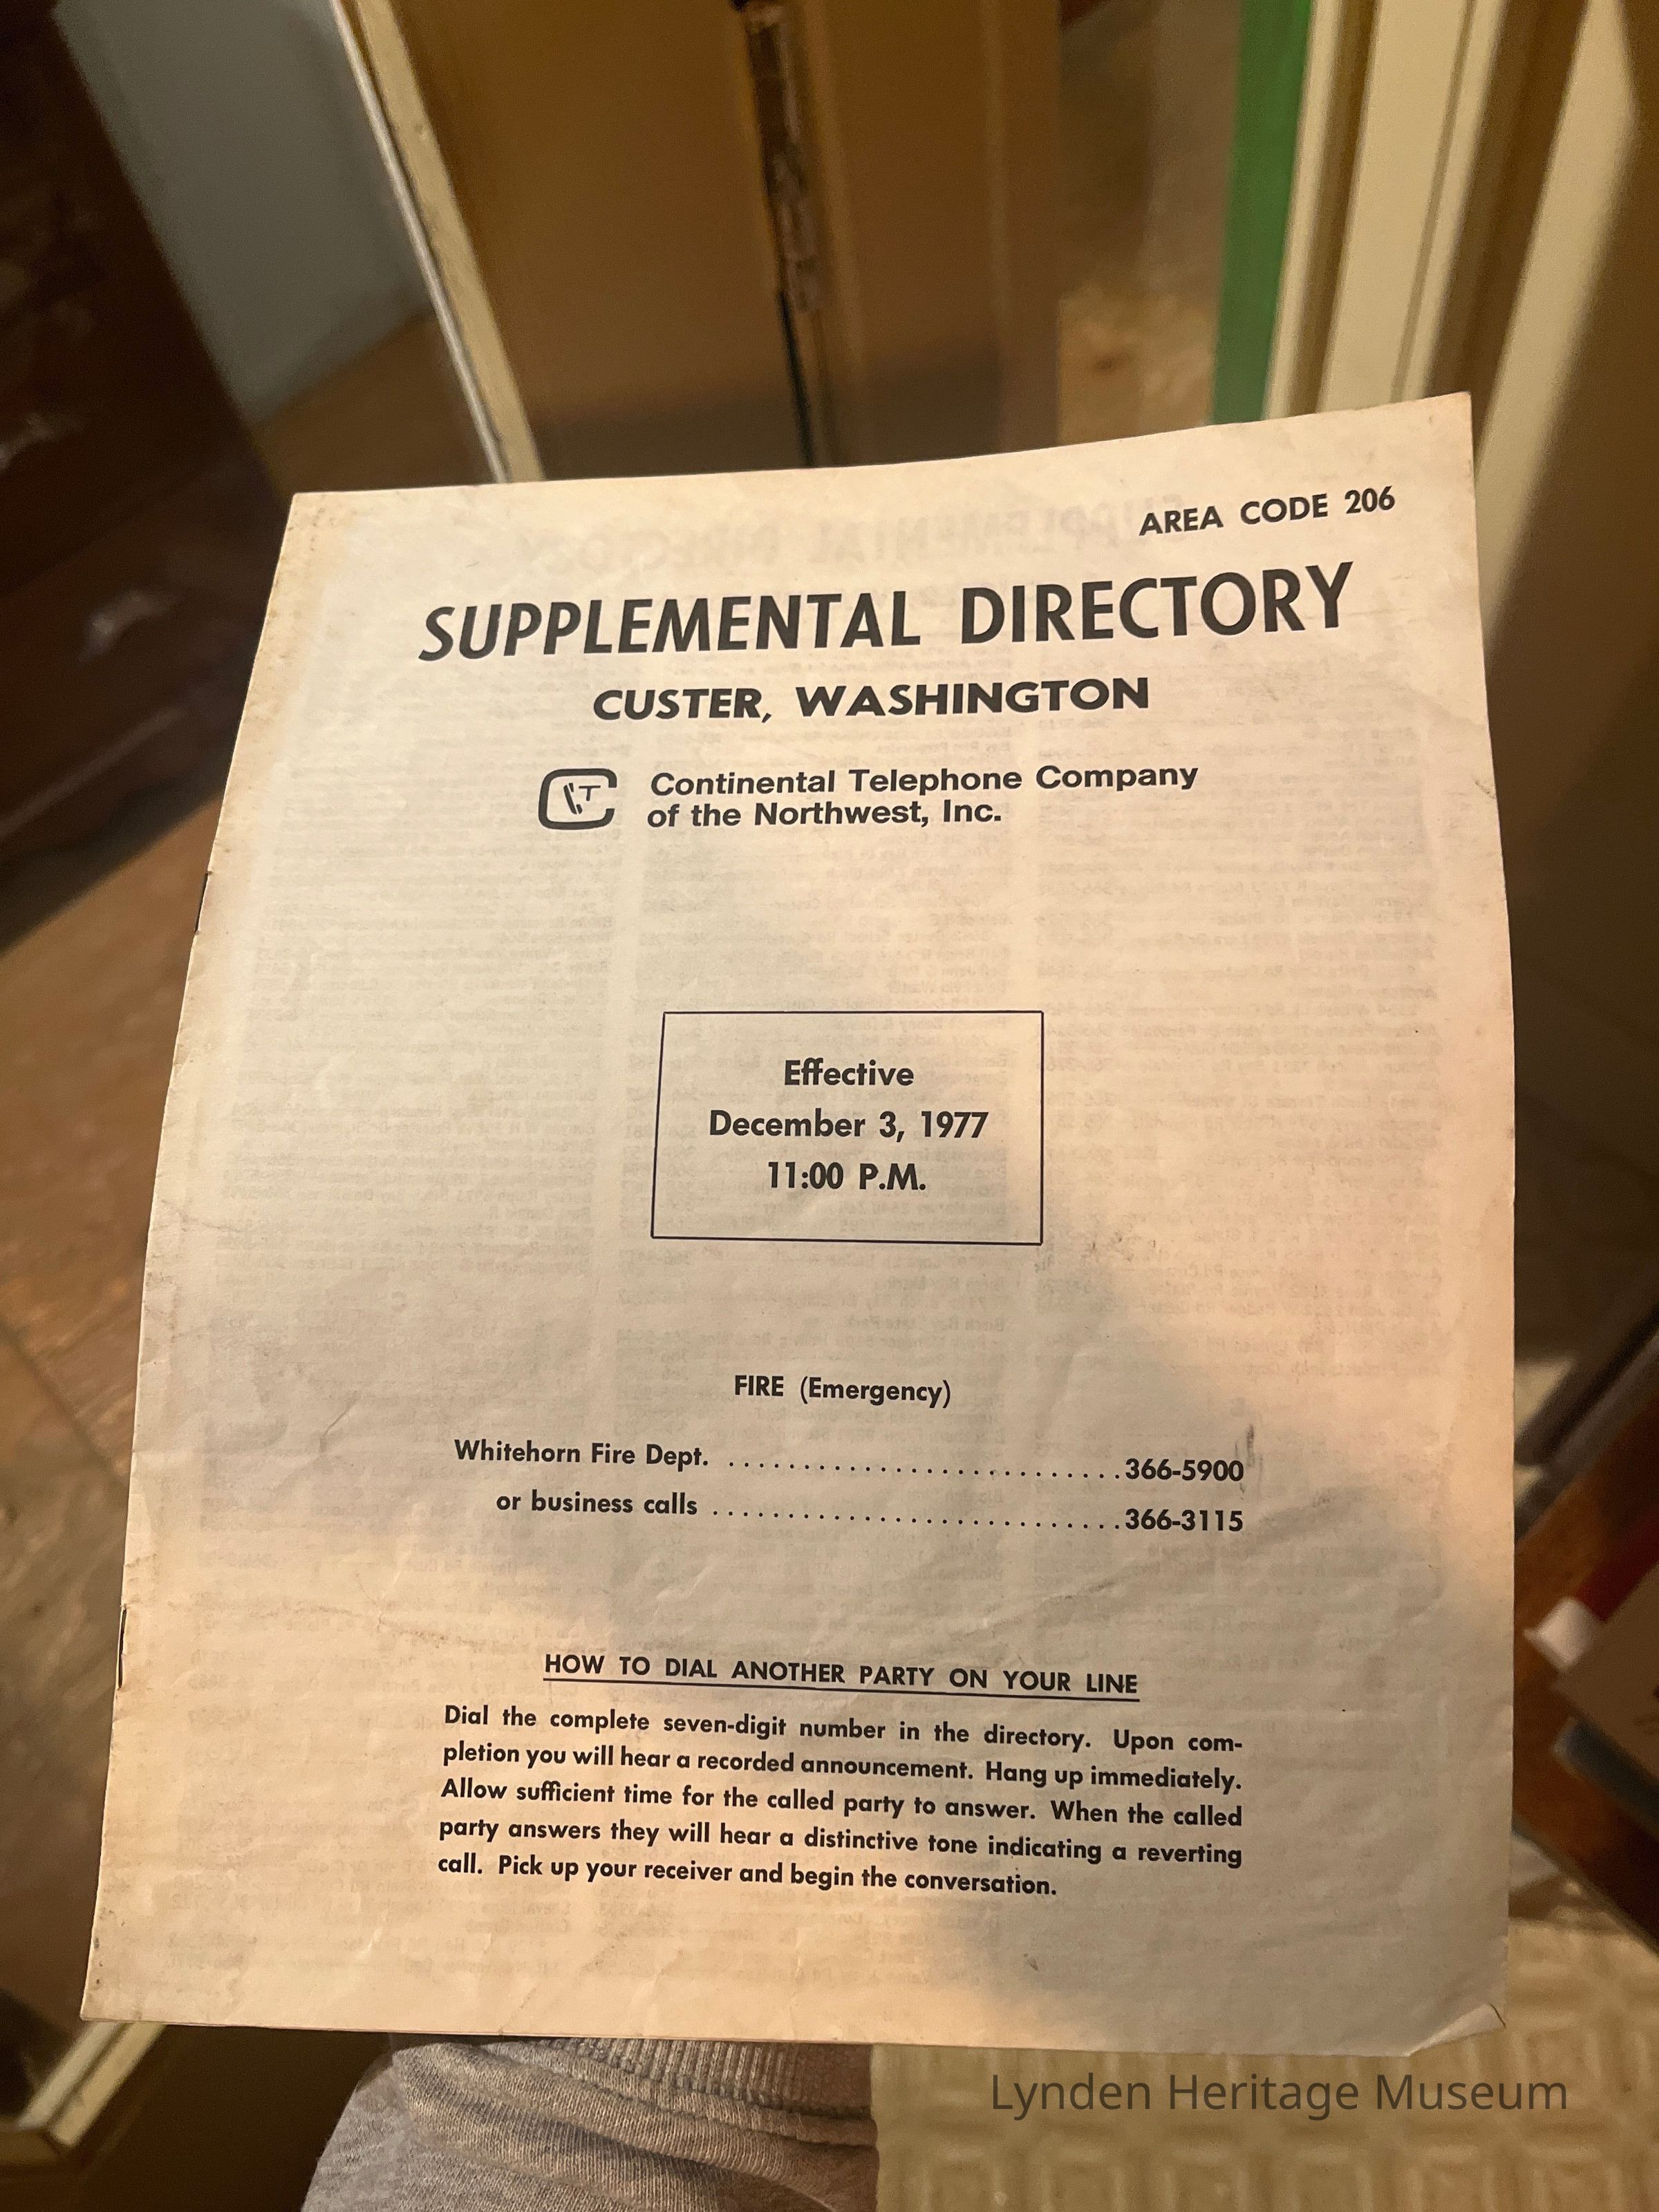 AREA CODE 206
SUPPLEMENTAL DIRECTORY
CUSTER, WASHINGTON
CT
Continental Telephone Company
of the Northwest, Inc.
Effective
December 3, 1977
11:00 P.M.
FIRE (Emergency)
Whitehorn Fire Dept. ..........................366-5900
or business calls ...........................366-3115
HOW TO DIAL ANOTHER PARTY ON YOUR LINE
Dial the complete seven-digit number in the directory. Upon com-
pletion you will hear a recorded announcement. Hang up immediately.
Allow sufficient time for the called party to answer. When the called
party answers they will hear a distinctive tone indicating a reverting
call. Pick up your receiver and begin the conversation.
Lynden Heritage Museum